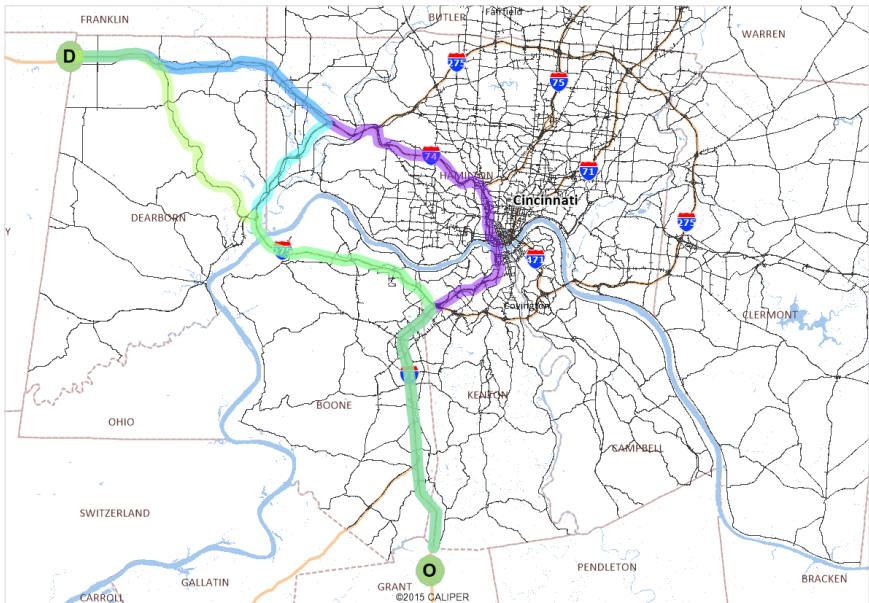 FRANKLIN
BUTLER
Fairfield
WARREN
D
275
75
74
HAMILTON
71
Cincinnati
DEARBORN
275
471
Covington
CLERMONT
BOONE
KENTON
OHIO
CAMPBELL
SWITZERLAND
PENDLETON
O
GALLATIN
GRANT
BRACKEN
CARROLL
©2015 CALIPER